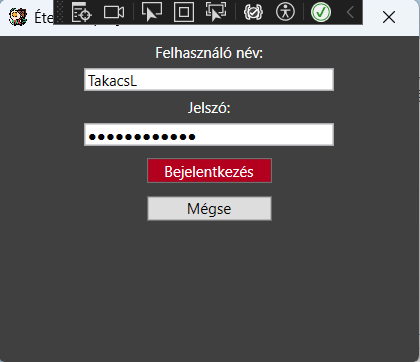 Felhasználó név:
TakacsL
Jelszó:
●●●●●●●●●●●●
Bejelentkezés
Mégse